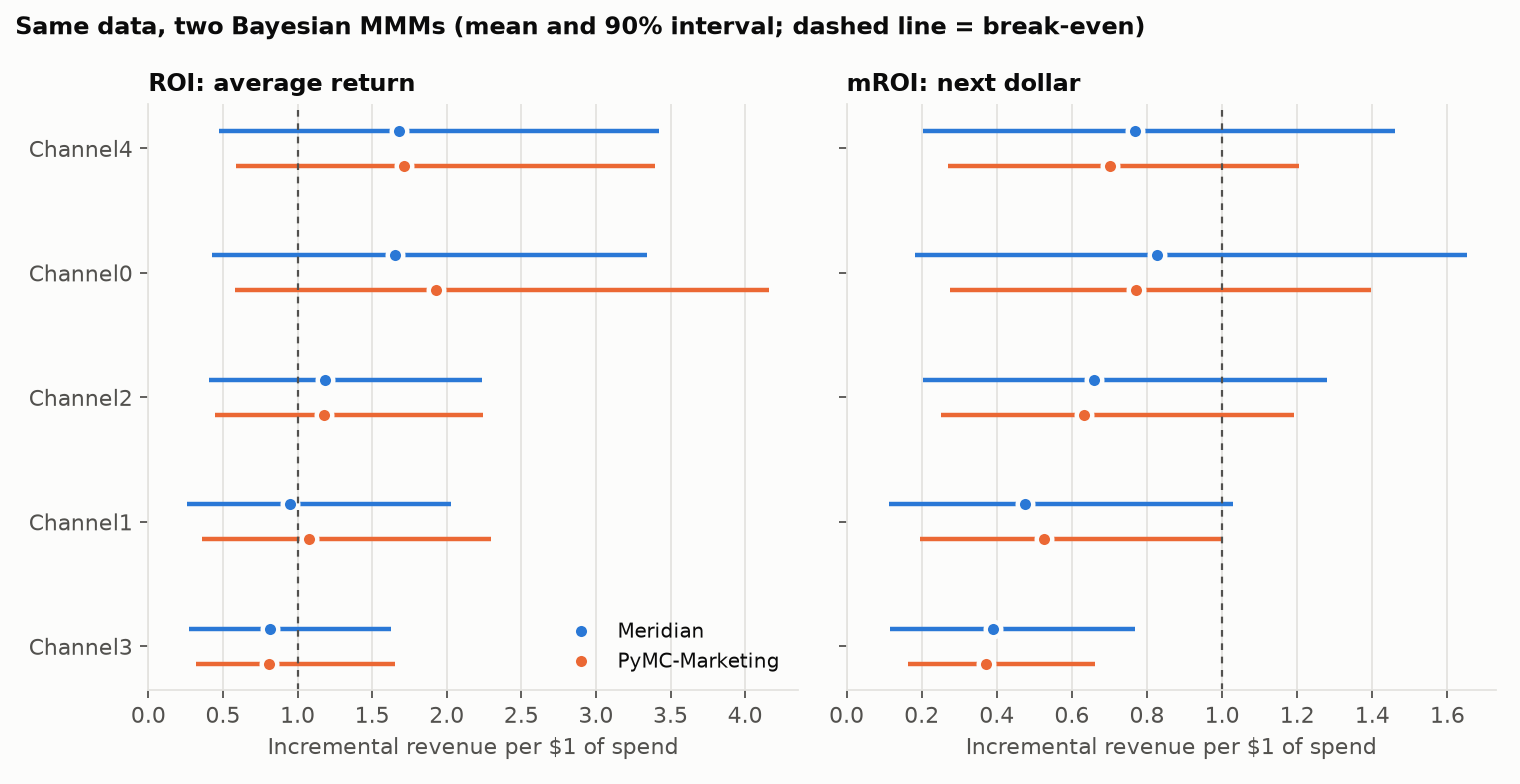 Same data, two Bayesian MMMs (mean and 90% interval; dashed line = break-even)
ROI: average return
mROI: next dollar
Channel4
Channel0
Channel2
Channel1
Channel3
Meridian
PyMC-Marketing
0.0 0.5 1.0 1.5 2.0 2.5 3.0 3.5 4.0
0.0 0.2 0.4 0.6 0.8 1.0 1.2 1.4 1.6
Incremental revenue per $1 of spend
Incremental revenue per $1 of spend